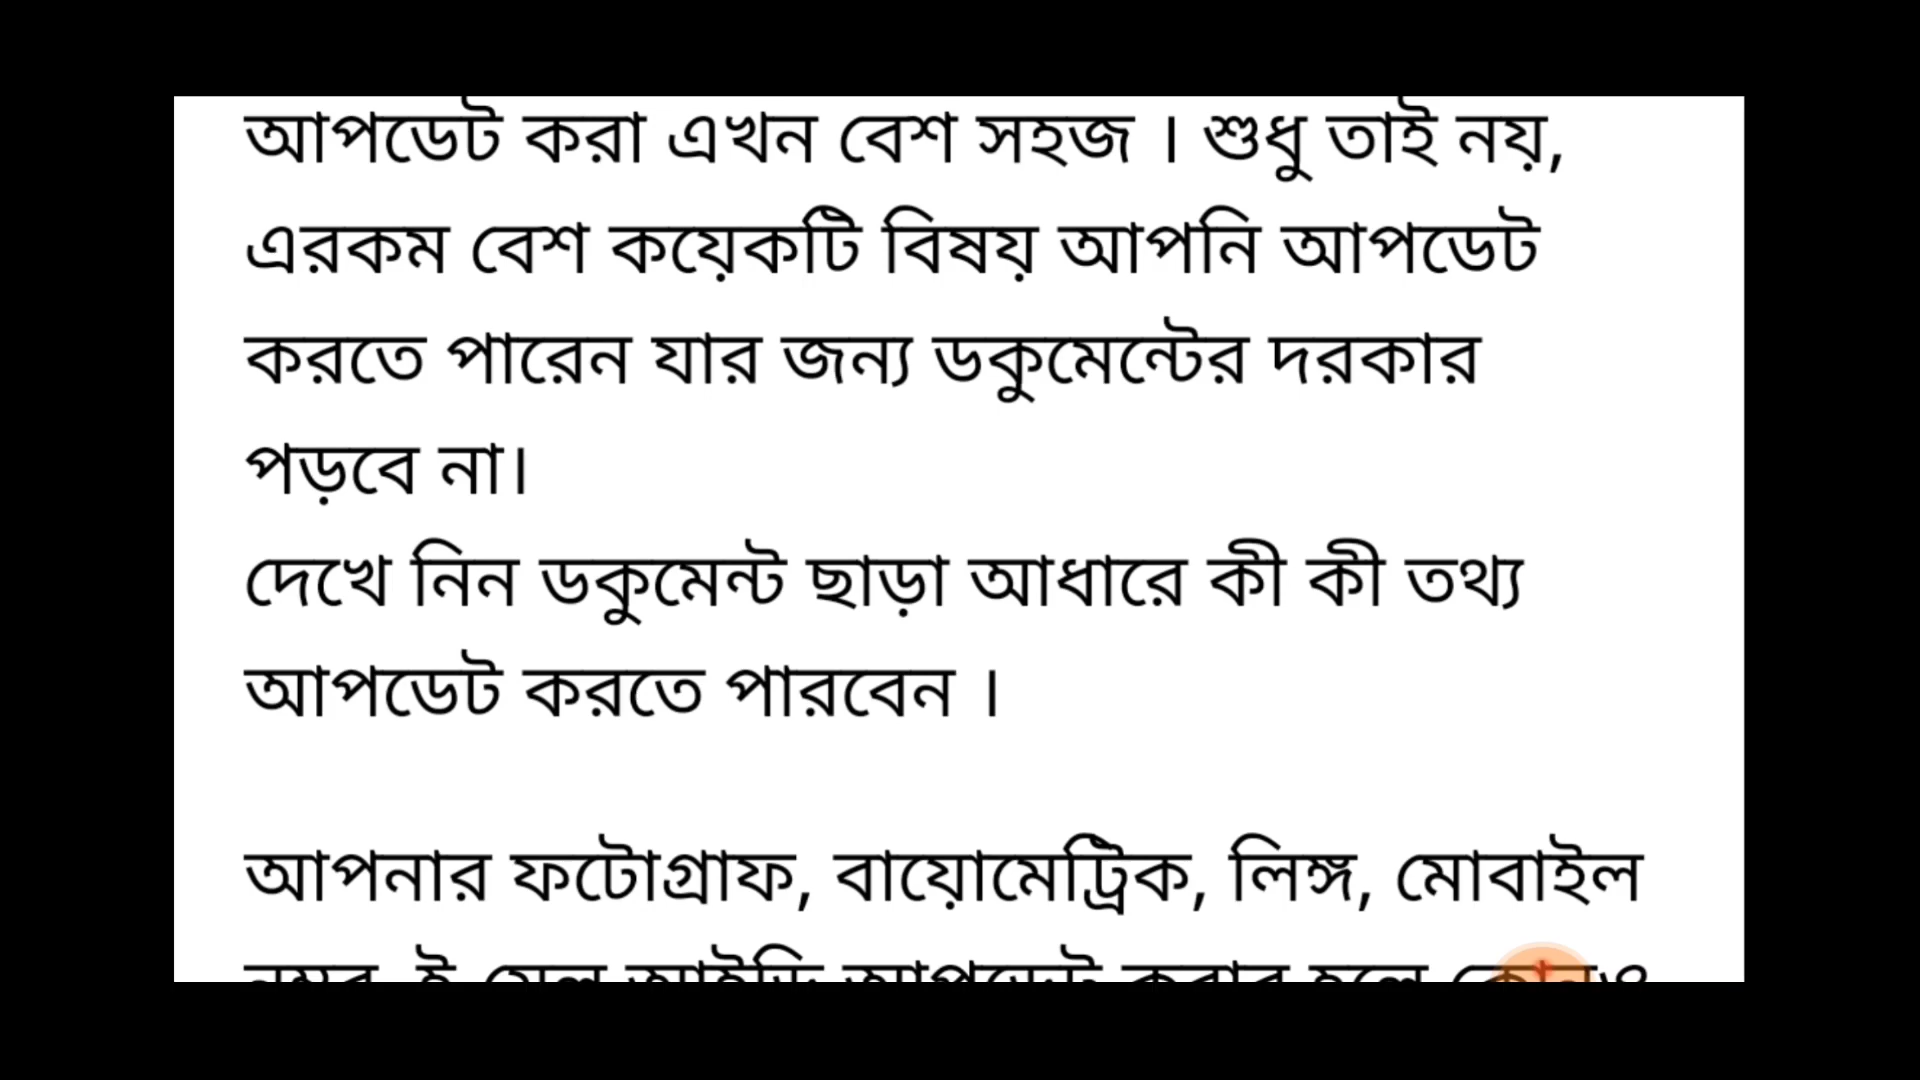 আপডেট করা এখন বেশ সহজ । শুধু তাই নয়,
এরকম বেশ কয়েকটি বিষয় আপনি আপডেট
করতে পারেন যার জন্য ডকুমেন্টের দরকার
পড়বে না।
দেখে নিন ডকুমেন্ট ছাড়া আধারে কী কী তথ্য
আপডেট করতে পারবেন ।
আপনার ফটোগ্রাফ, বায়োমেট্রিক, লিঙ্গ, মোবাইল